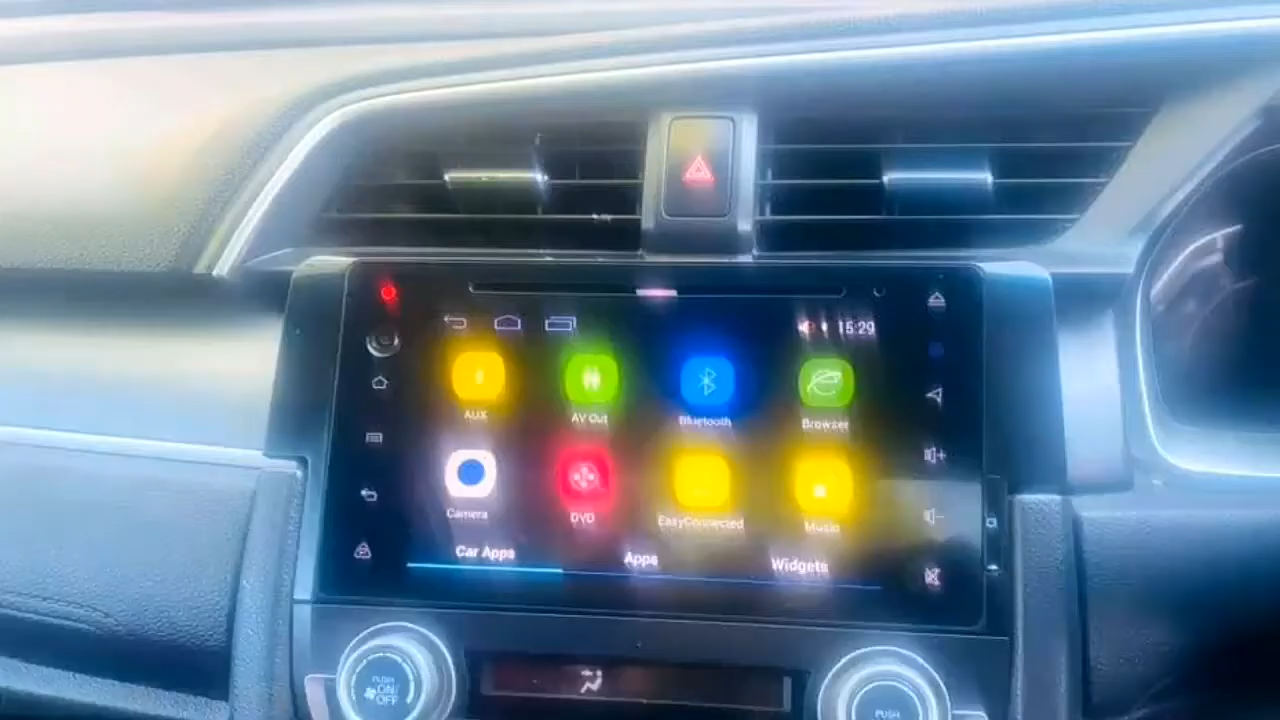 15:29
AUX
AV Out
Bluetooth
Browser
Camera
DVD
EasyConnected
Music
Car Apps
Apps
Widgets
PUSH
ON/
OFF
PUSH